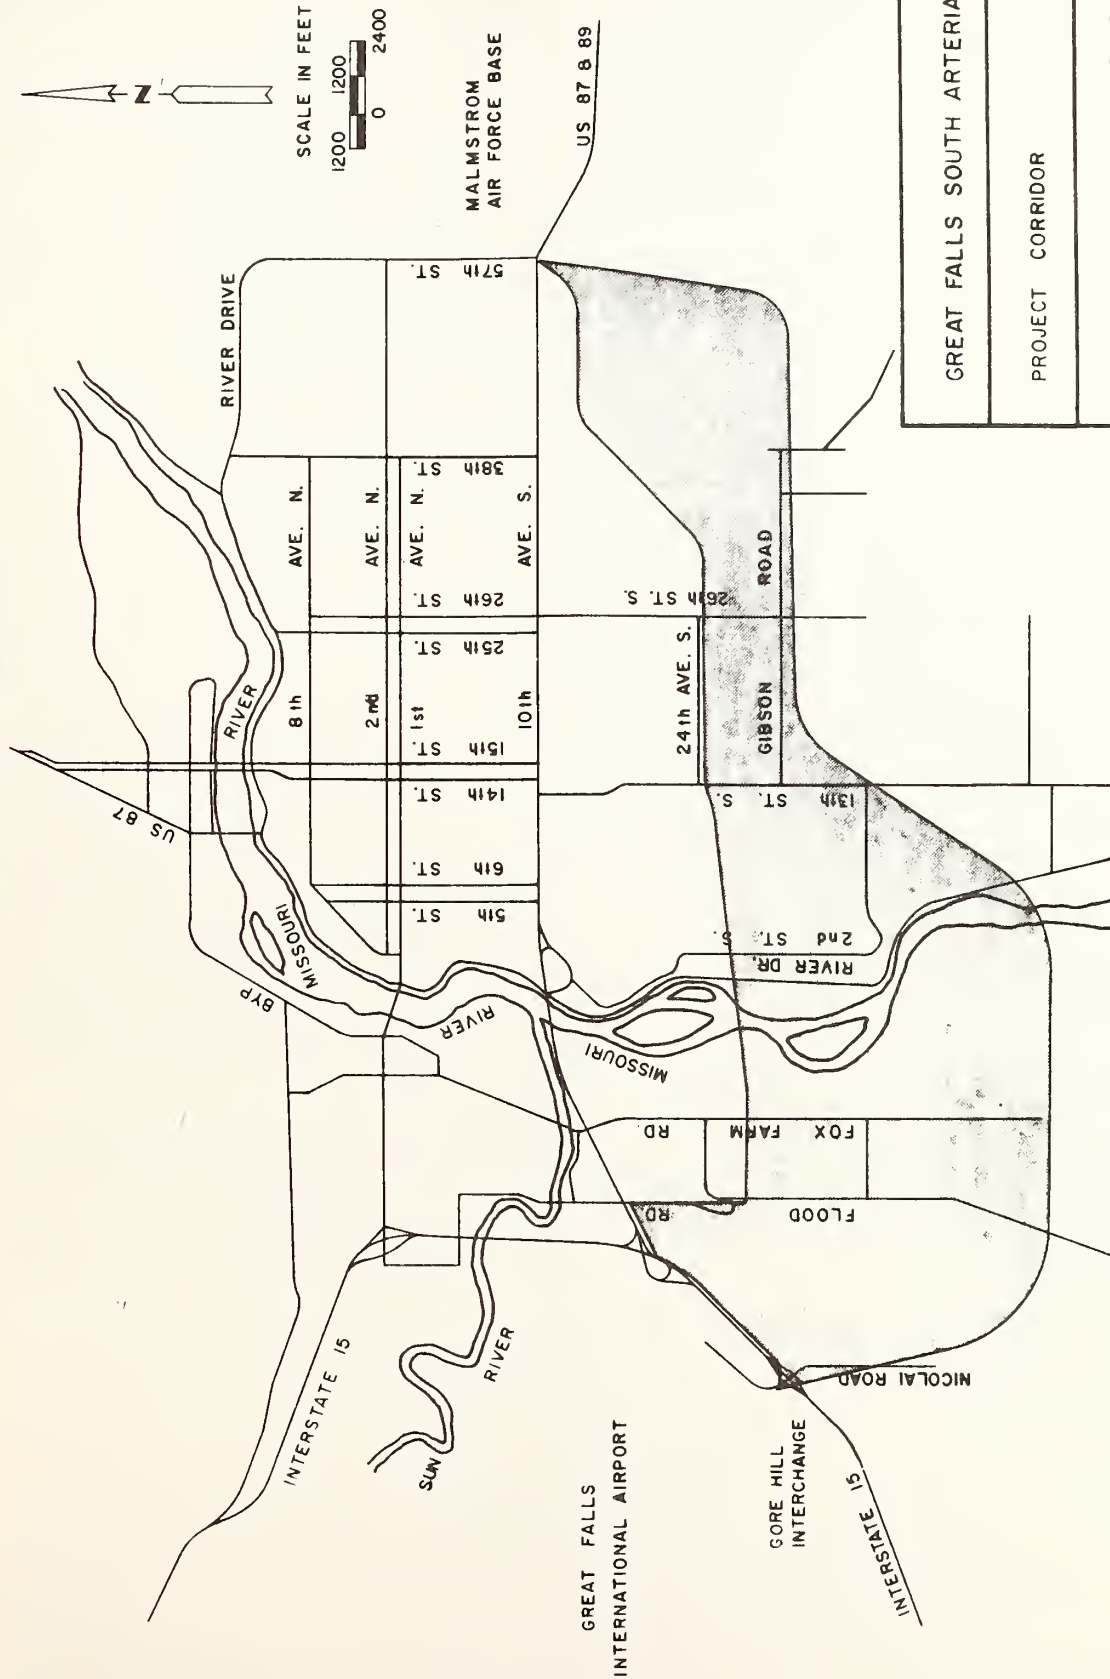 N
SCALE IN FEET
1200 1200
0 2400
MALMSTROM
AIR FORCE BASE
US 87 & 89
RIVER DRIVE
57th ST.
38th ST.
26th ST.
25th ST.
15th ST.
14th ST.
6th ST.
5th ST.
8th AVE. N.
2nd AVE. N.
1st AVE. N.
10th AVE. S.
26th ST. S.
24th AVE. S.
GIBSON ROAD
13th ST. S.
2nd ST. S.
RIVER DR.
US 87
BYP
MISSOURI RIVER
MISSOURI RIVER
FOX FARM RD.
FLOOD RD
NICOLAI ROAD
INTERSTATE 15
SUN RIVER
GREAT FALLS
INTERNATIONAL AIRPORT
GORE HILL
INTERCHANGE
INTERSTATE 15
GREAT FALLS SOUTH ARTERIA
PROJECT CORRIDOR